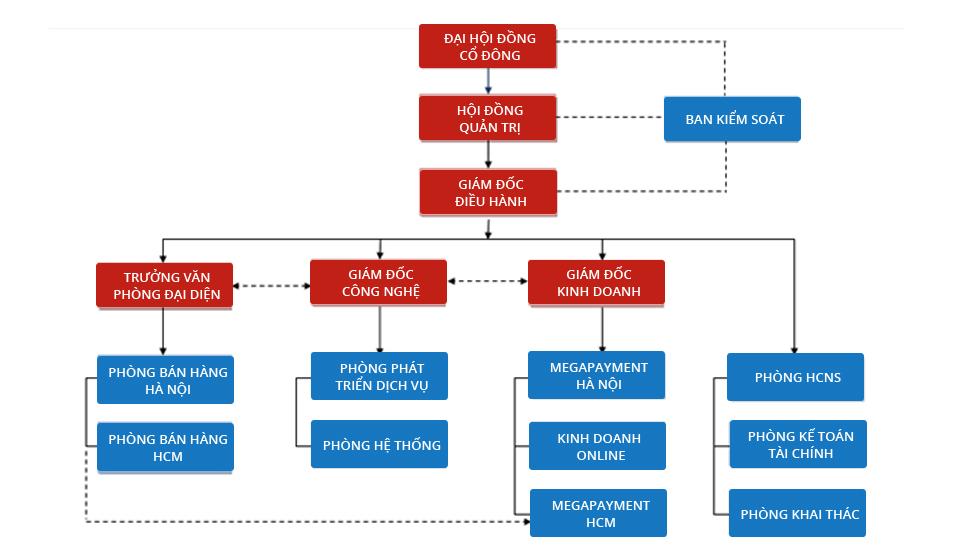 ĐẠI HỘI ĐỒNG
CỔ ĐÔNG
HỘI ĐỒNG
QUẢN TRỊ
BAN KIỂM SOÁT
GIÁM ĐỐC
ĐIỀU HÀNH
TRƯỞNG VĂN
PHÒNG ĐẠI DIỆN
GIÁM ĐỐC
CÔNG NGHỆ
GIÁM ĐỐC
KINH DOANH
PHÒNG BÁN HÀNG
HÀ NỘI
PHÒNG PHÁT
TRIỂN DỊCH VỤ
MEGAPAYMENT
HÀ NỘI
PHÒNG HCNS
PHÒNG BÁN HÀNG
HCM
PHÒNG HỆ THỐNG
KINH DOANH
ONLINE
PHÒNG KẾ TOÁN
TÀI CHÍNH
MEGAPAYMENT
HCM
PHÒNG KHAI THÁC